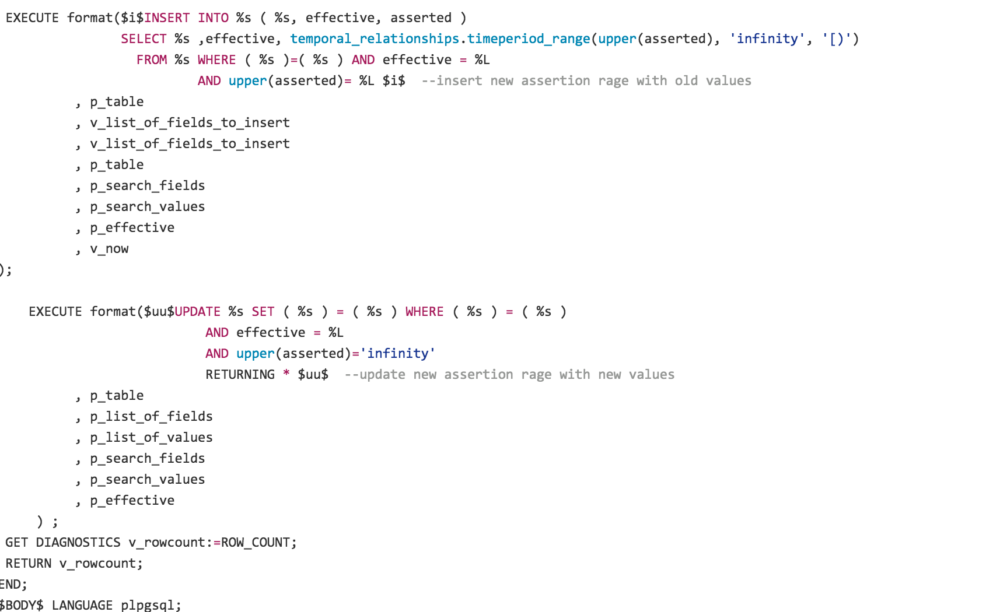 EXECUTE format($i$INSERT INTO %s ( %s, effective, asserted )
SELECT %s ,effective, temporal_relationships.timeperiod_range(upper(asserted), 'infinity', '[)')
FROM %s WHERE ( %s )=( %s ) AND effective = %L
AND upper(asserted)= %L $i$  --insert new assertion rage with old values
, p_table
, v_list_of_fields_to_insert
, v_list_of_fields_to_insert
, p_table
, p_search_fields
, p_search_values
, p_effective
, v_now
);
EXECUTE format($uu$UPDATE %s SET ( %s ) = ( %s ) WHERE ( %s ) = ( %s )
AND effective = %L
AND upper(asserted)='infinity'
RETURNING * $uu$  --update new assertion rage with new values
, p_table
, p_list_of_fields
, p_list_of_values
, p_search_fields
, p_search_values
, p_effective
) ;
GET DIAGNOSTICS v_rowcount:=ROW_COUNT;
RETURN v_rowcount;
END;
$BODY$ LANGUAGE plpgsql;